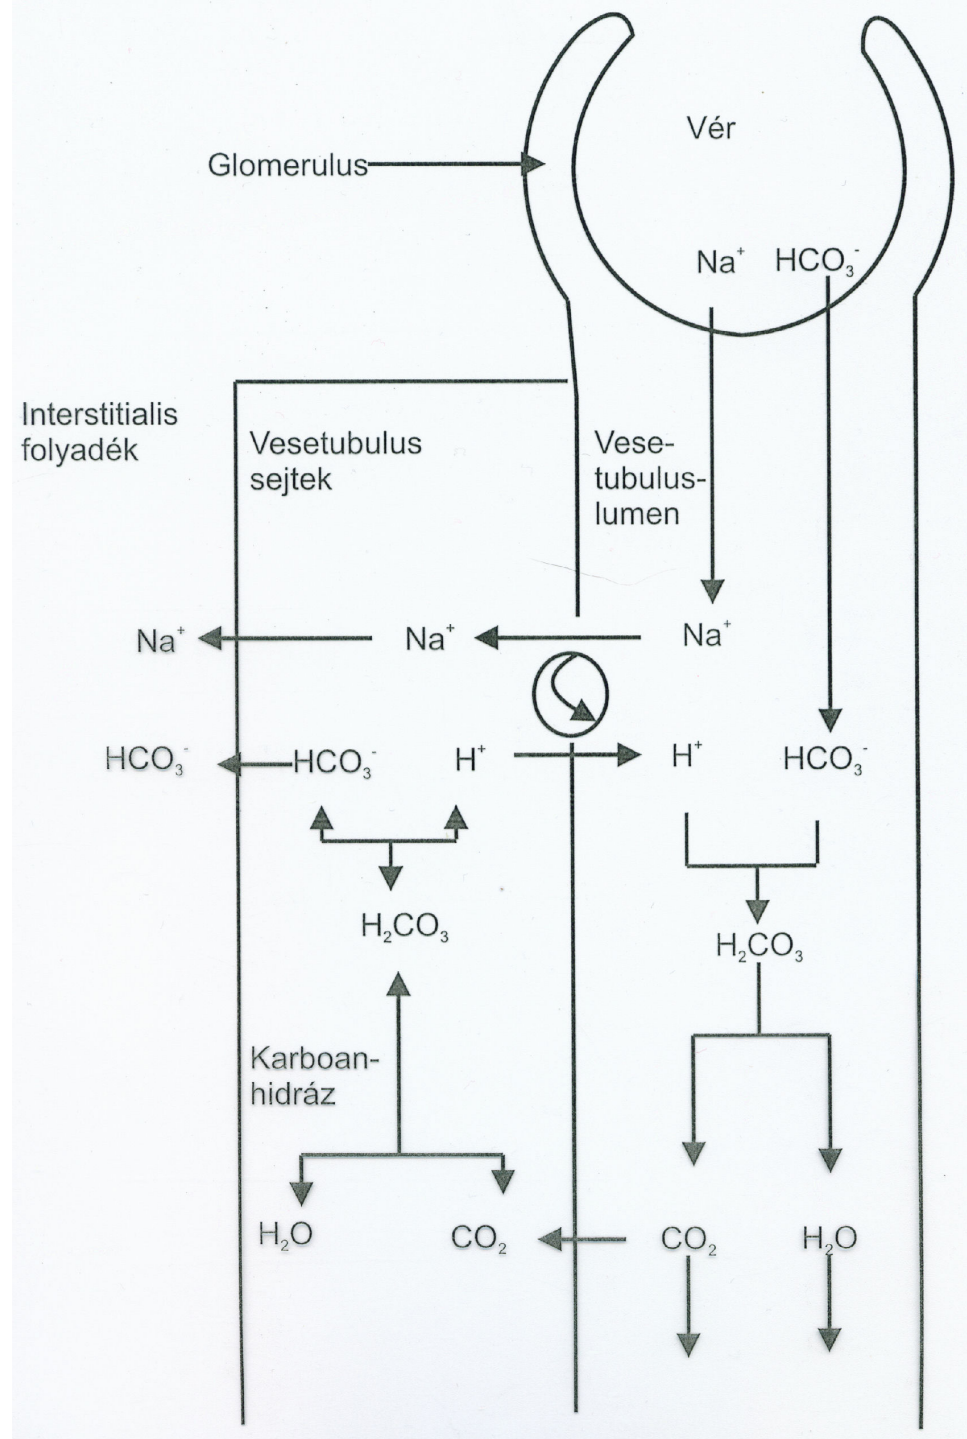 Vér
Glomerulus
Na⁺ HCO₃⁻
Interstitialis
folyadék
Vesetubulus
sejtek
Vese-
tubulus-
lumen
Na⁺ Na⁺ Na⁺
HCO₃⁻ HCO₃⁻ H⁺ H⁺ HCO₃⁻
H₂CO₃ H₂CO₃
Karboan-
hidráz
H₂O CO₂ CO₂ H₂O